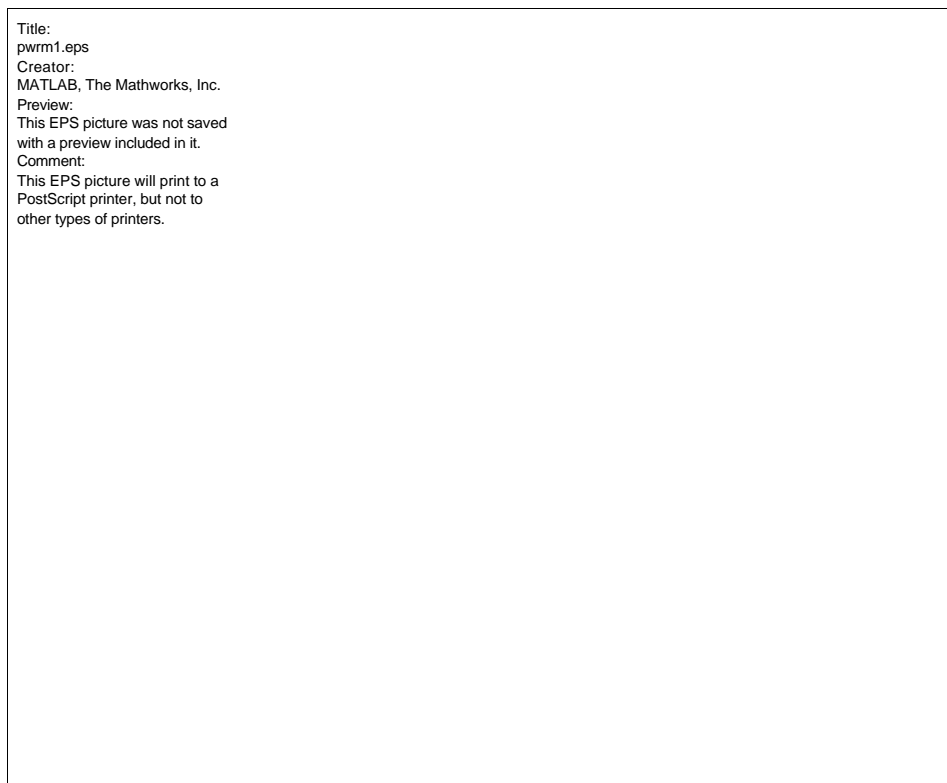 Title:
pwrm1.eps
Creator:
MATLAB, The Mathworks, Inc.
Preview:
This EPS picture was not saved
with a preview included in it.
Comment:
This EPS picture will print to a
PostScript printer, but not to
other types of printers.